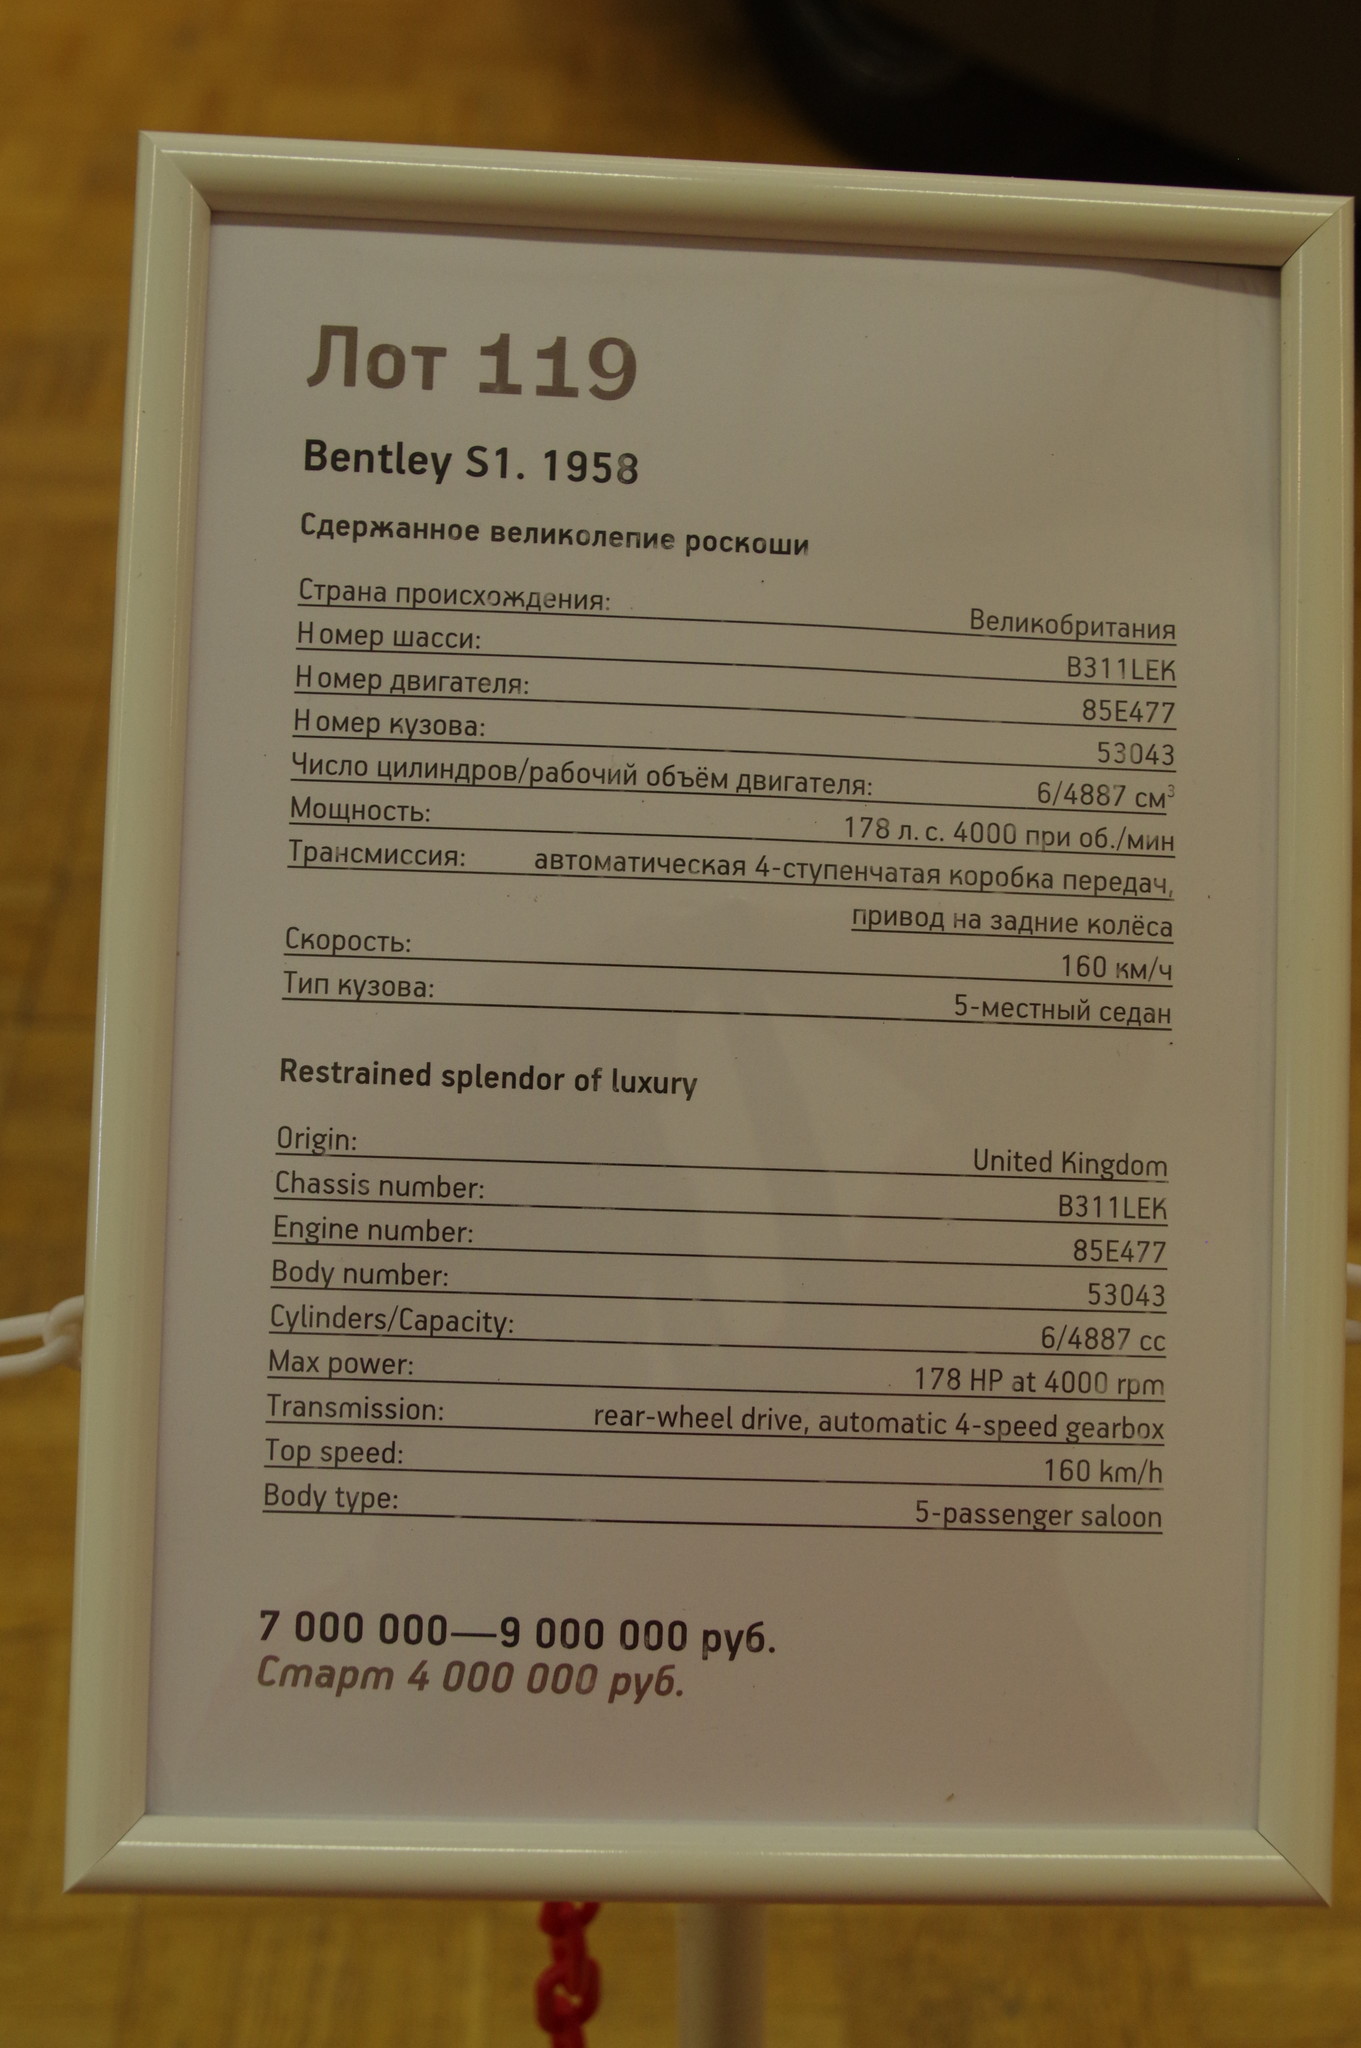 Лот 119
Bentley S1. 1958
Сдержанное великолепие роскоши
Страна происхождения: Великобритания
Номер шасси: B311LEK
Номер двигателя: 85E477
Номер кузова: 53043
Число цилиндров/рабочий объём двигателя: 6/4887 см³
Мощность: 178 л. с. 4000 при об./мин
Трансмиссия: автоматическая 4-ступенчатая коробка передач,
привод на задние колёса
Скорость: 160 км/ч
Тип кузова: 5-местный седан
Restrained splendor of luxury
Origin: United Kingdom
Chassis number: B311LEK
Engine number: 85E477
Body number: 53043
Cylinders/Capacity: 6/4887 cc
Max power: 178 HP at 4000 rpm
Transmission: rear-wheel drive, automatic 4-speed gearbox
Top speed: 160 km/h
Body type: 5-passenger saloon
7 000 000—9 000 000 руб.
Старт 4 000 000 руб.